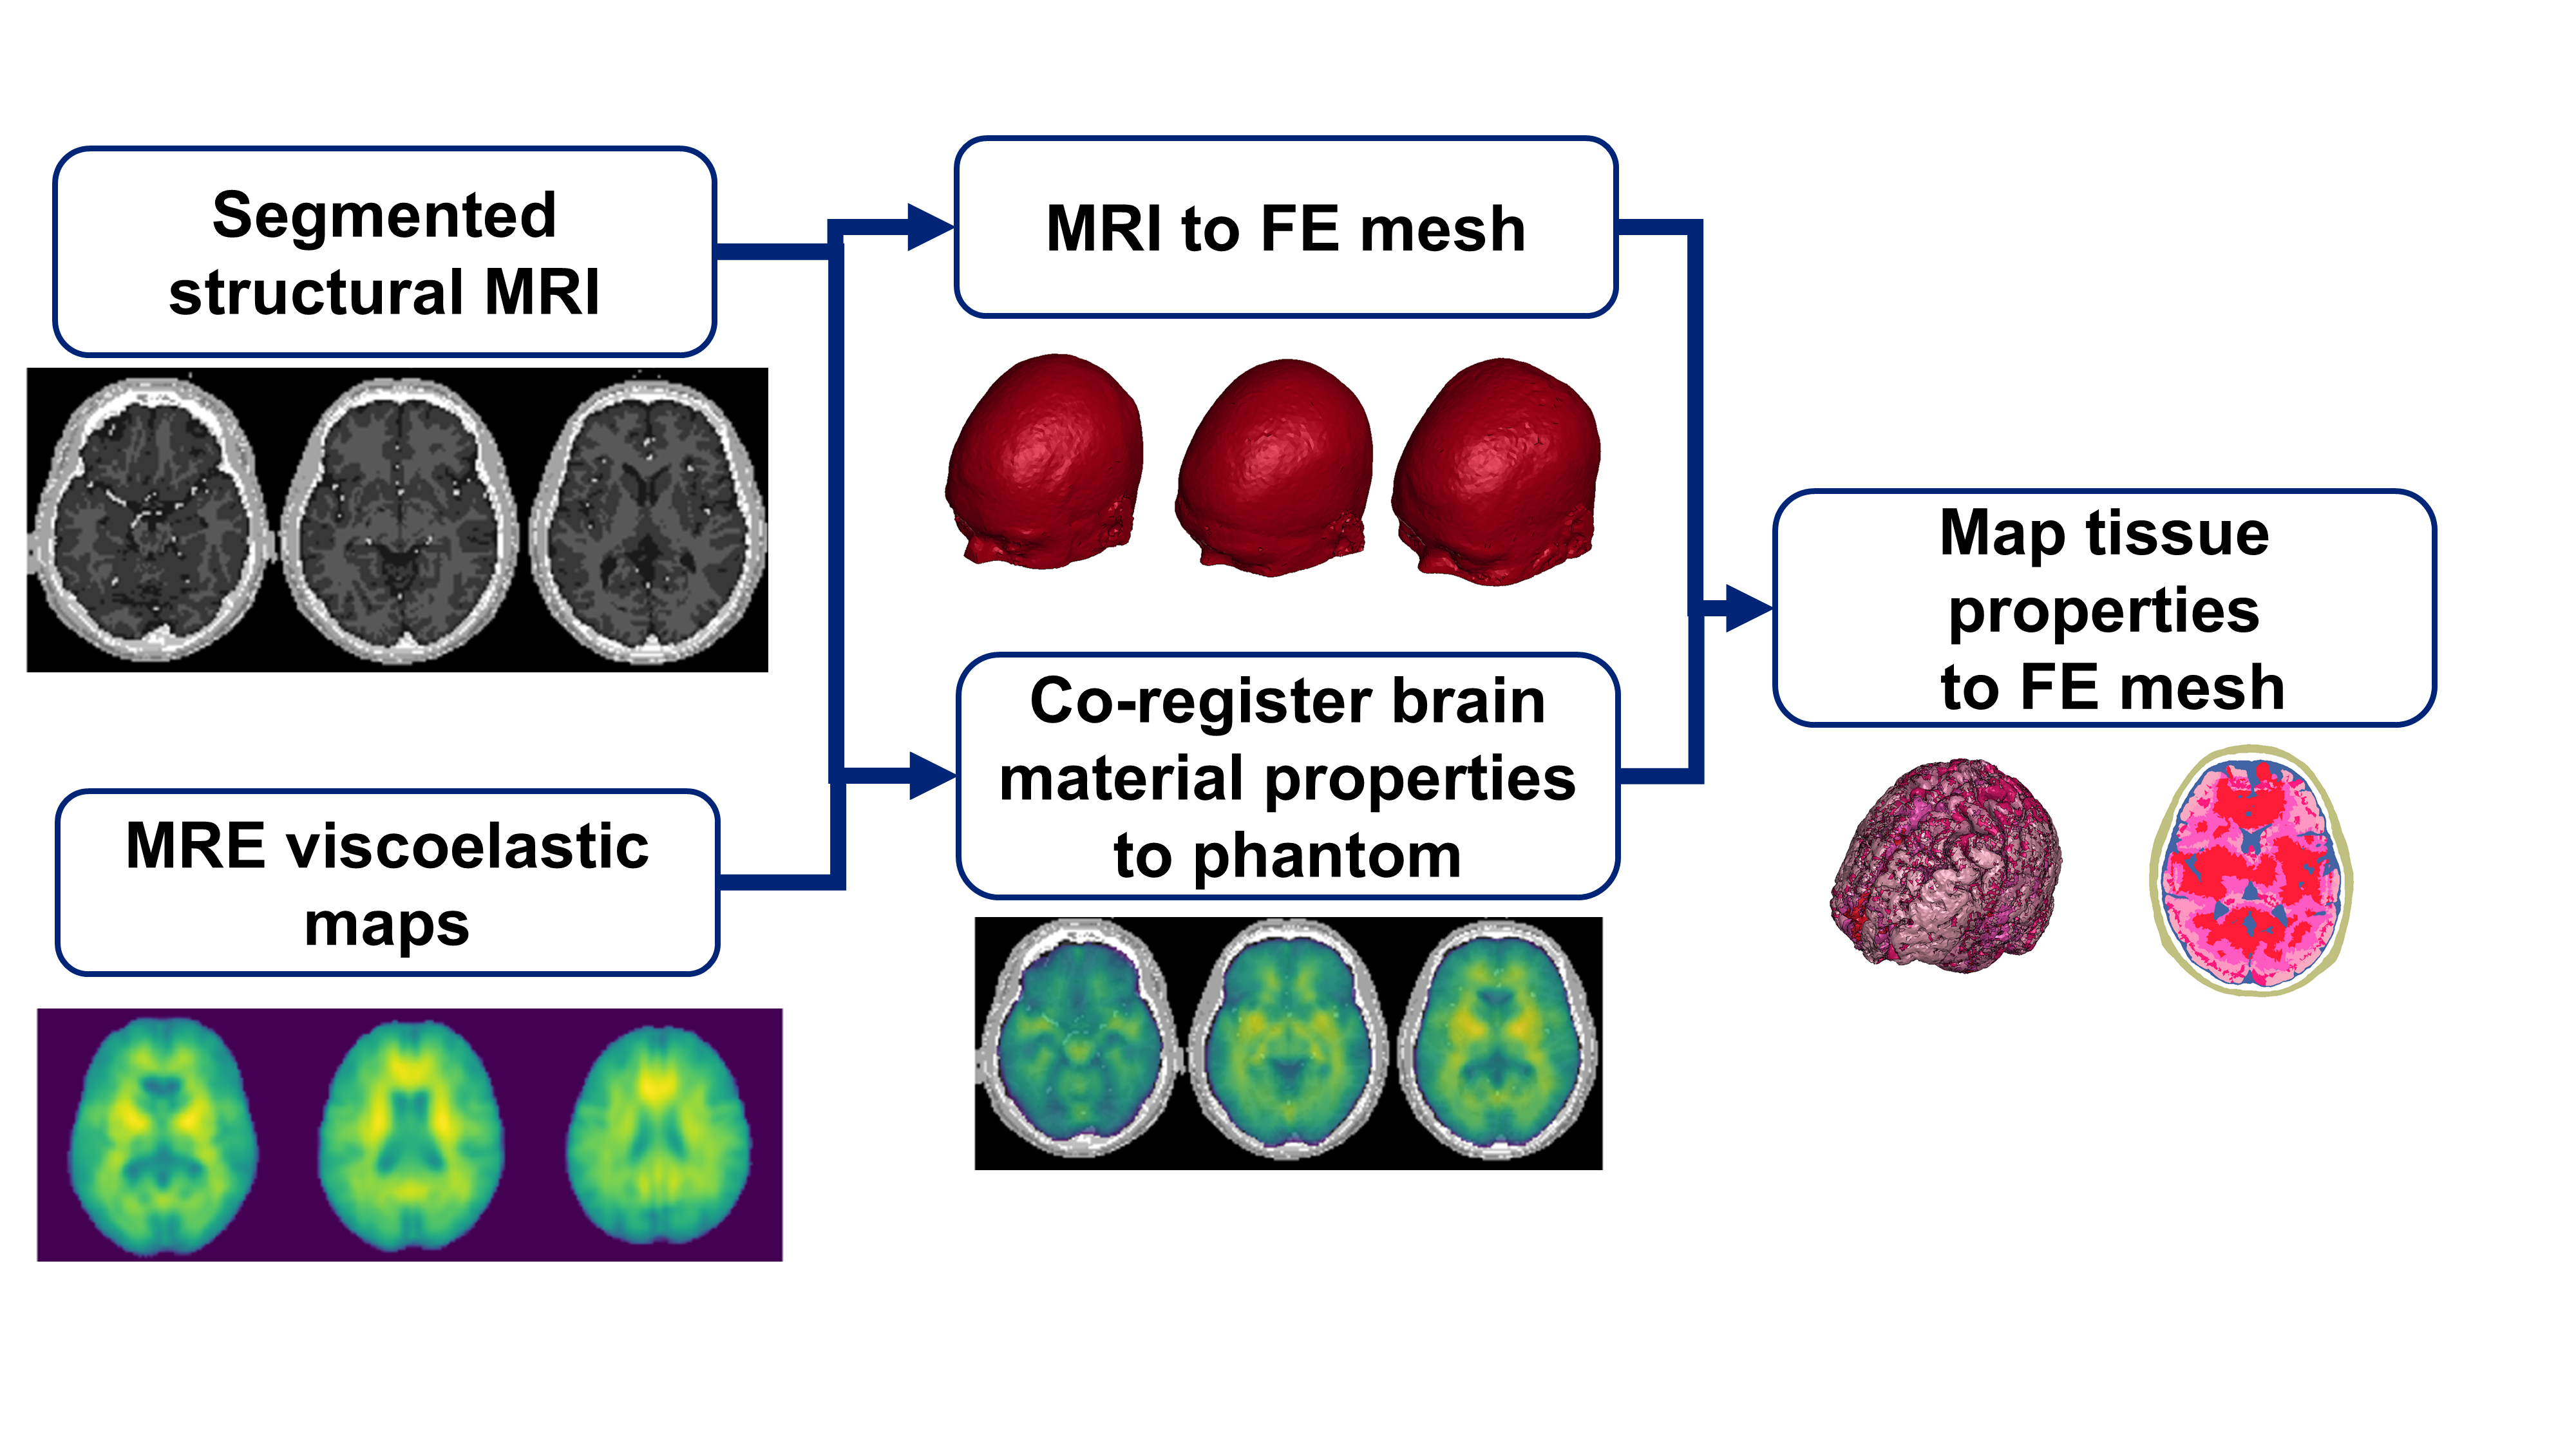 Segmented
structural MRI
MRI to FE mesh
MRE viscoelastic
maps
Co-register brain
material properties
to phantom
Map tissue
properties
to FE mesh